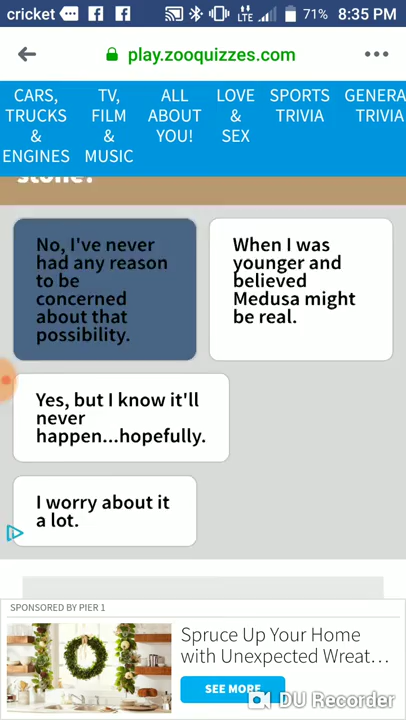 cricket
LTE 71% 8:35 PM
play.zooquizzes.com
CARS,
TRUCKS
&
ENGINES
TV,
FILM
&
MUSIC
ALL
ABOUT
YOU!
LOVE
&
SEX
SPORTS
TRIVIA
GENERA
TRIVIA
stone?
No, I've never
had any reason
to be
concerned
about that
possibility.
When I was
younger and
believed
Medusa might
be real.
Yes, but I know it'll
never
happen...hopefully.
I worry about it
a lot.
SPONSORED BY PIER 1
Spruce Up Your Home
with Unexpected Wreat...
SEE MORE
DU Recorder